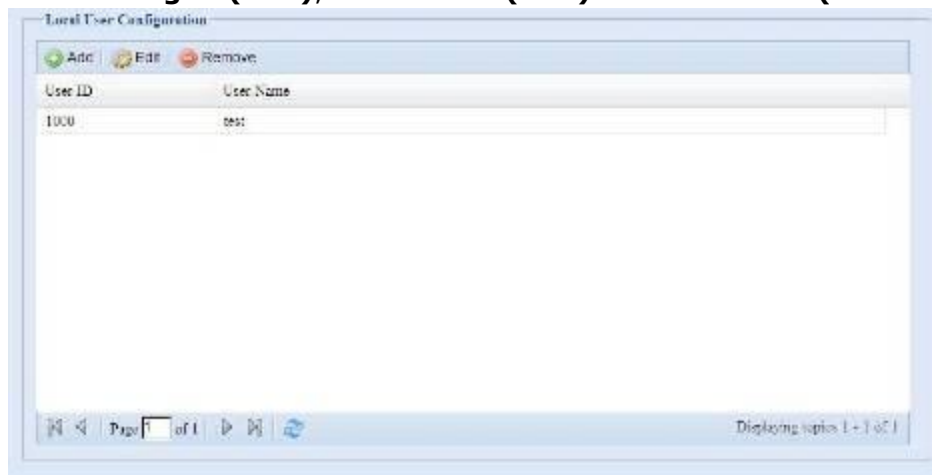 Local User Configuration
Add Edit Remove
User ID User Name
1000 test
Page 1 of 1 Displaying topics 1 - 1 of 1